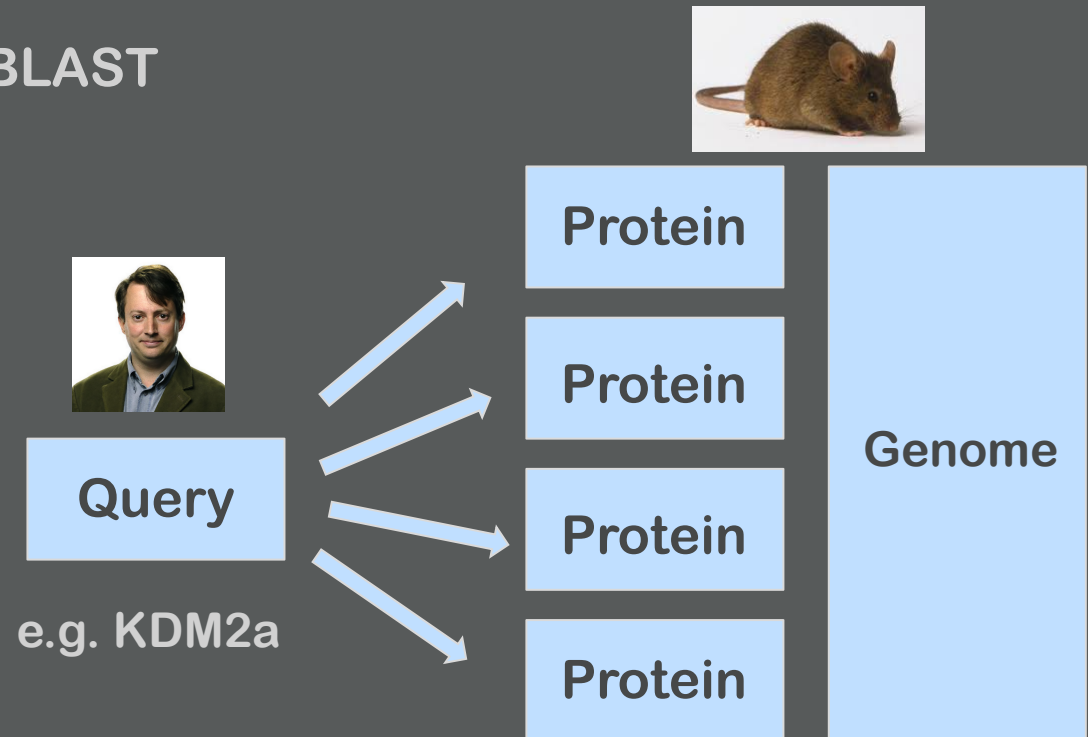 BLAST
Query
e.g. KDM2a
Protein
Protein
Protein
Protein
Genome